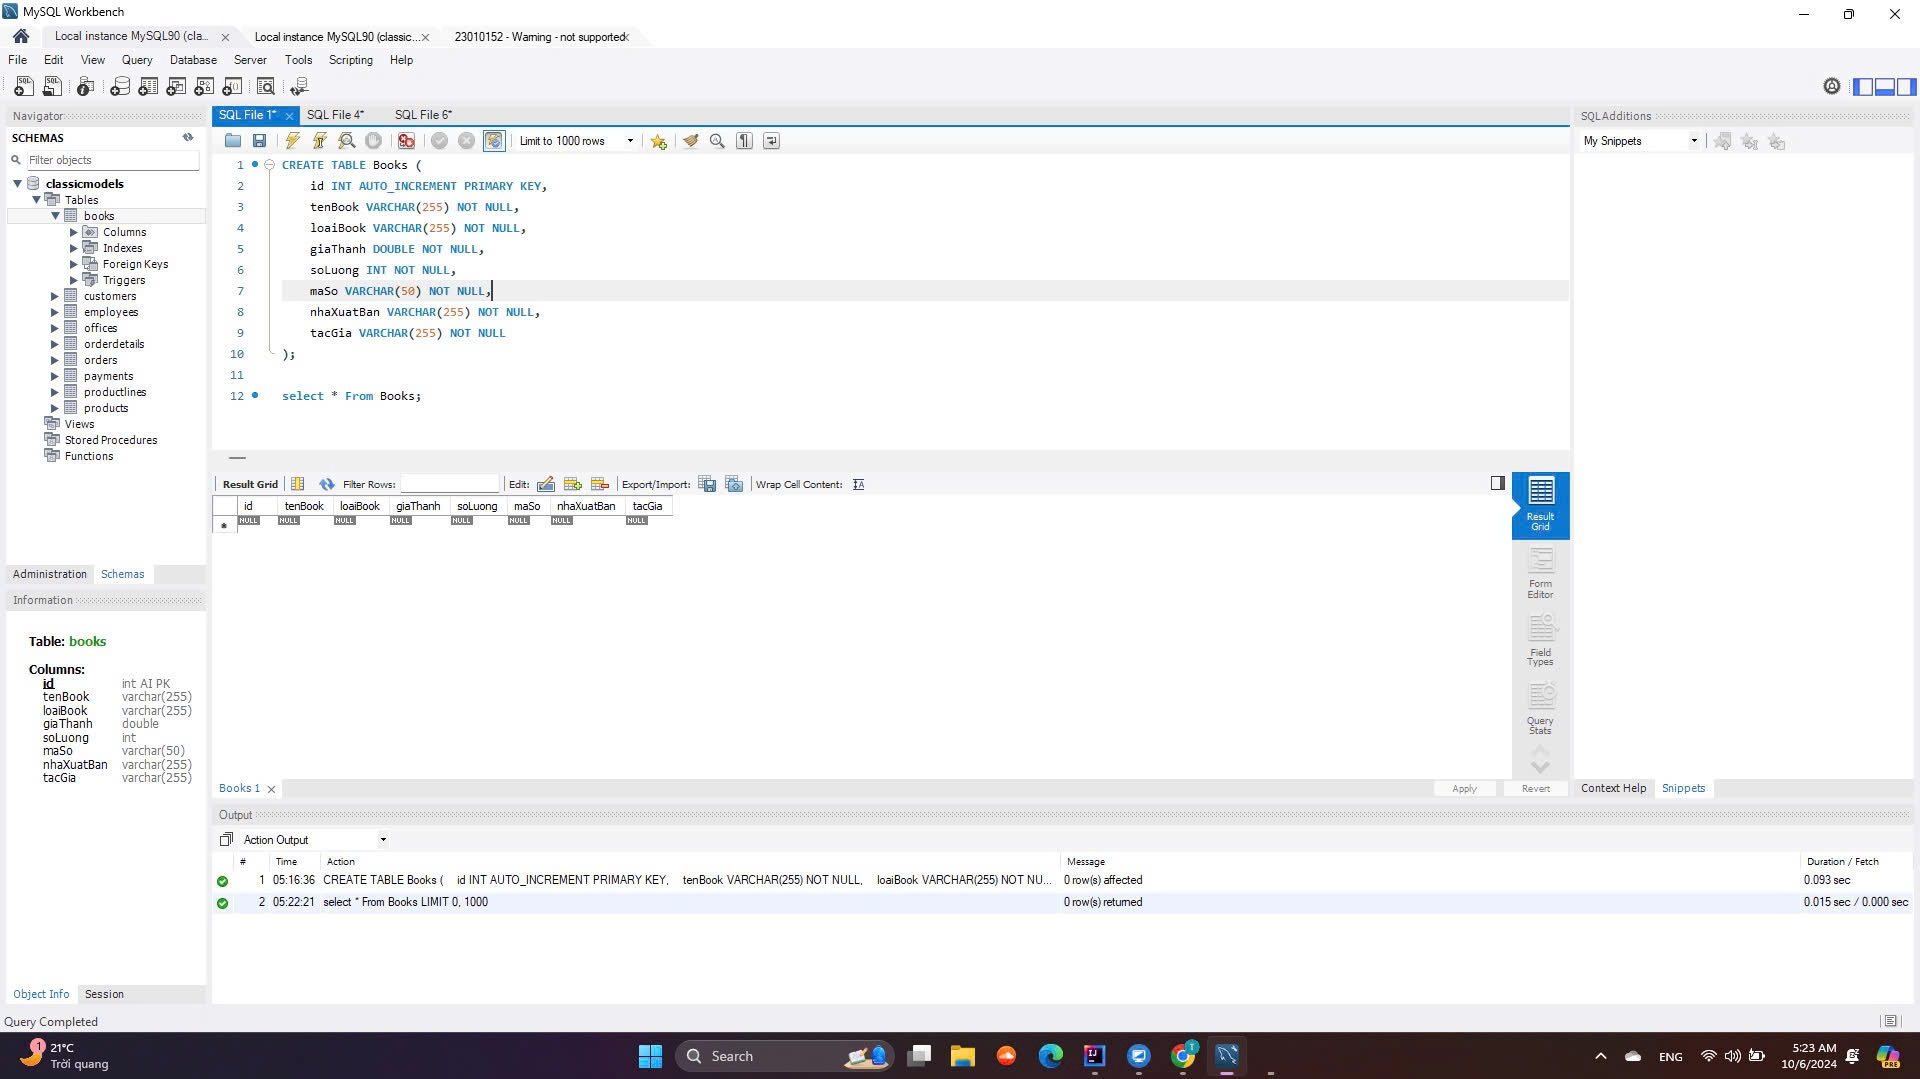 MySQL Workbench
Local instance MySQL90 (cla... Local instance MySQL90 (classic... 23010152 - Warning - not supported
File Edit View Query Database Server Tools Scripting Help
Navigator
SCHEMAS
Filter objects
classicmodels
Tables
books
Columns
Indexes
Foreign Keys
Triggers
customers
employees
offices
orderdetails
orders
payments
productlines
products
Views
Stored Procedures
Functions
Administration Schemas
Information
Table: books
Columns:
id int AI PK
tenBook varchar(255)
loaiBook varchar(255)
giaThanh double
soLuong int
maSo varchar(50)
nhaXuatBan varchar(255)
tacGia varchar(255)
Object Info Session
SQL File 1* SQL File 4* SQL File 6*
Limit to 1000 rows
1 CREATE TABLE Books (
2 id INT AUTO_INCREMENT PRIMARY KEY,
3 tenBook VARCHAR(255) NOT NULL,
4 loaiBook VARCHAR(255) NOT NULL,
5 giaThanh DOUBLE NOT NULL,
6 soLuong INT NOT NULL,
7 maSo VARCHAR(50) NOT NULL,
8 nhaXuatBan VARCHAR(255) NOT NULL,
9 tacGia VARCHAR(255) NOT NULL
10 );
11
12 select * From Books;
Result Grid Filter Rows: Edit: Export/Import: Wrap Cell Content:
id tenBook loaiBook giaThanh soLuong maSo nhaXuatBan tacGia
NULL NULL NULL NULL NULL NULL NULL NULL
Result
Grid
Form
Editor
Field
Types
Query
Stats
Books 1 Apply Revert
SQLAdditions
My Snippets
Context Help Snippets
Output
Action Output
# Time Action Message Duration / Fetch
1 05:16:36 CREATE TABLE Books ( id INT AUTO_INCREMENT PRIMARY KEY, tenBook VARCHAR(255) NOT NULL, loaiBook VARCHAR(255) NOT NU... 0 row(s) affected 0.093 sec
2 05:22:21 select * From Books LIMIT 0, 1000 0 row(s) returned 0.015 sec / 0.000 sec
Query Completed
1 21°C
Trời quang
Search
ENG
5:23 AM
10/6/2024